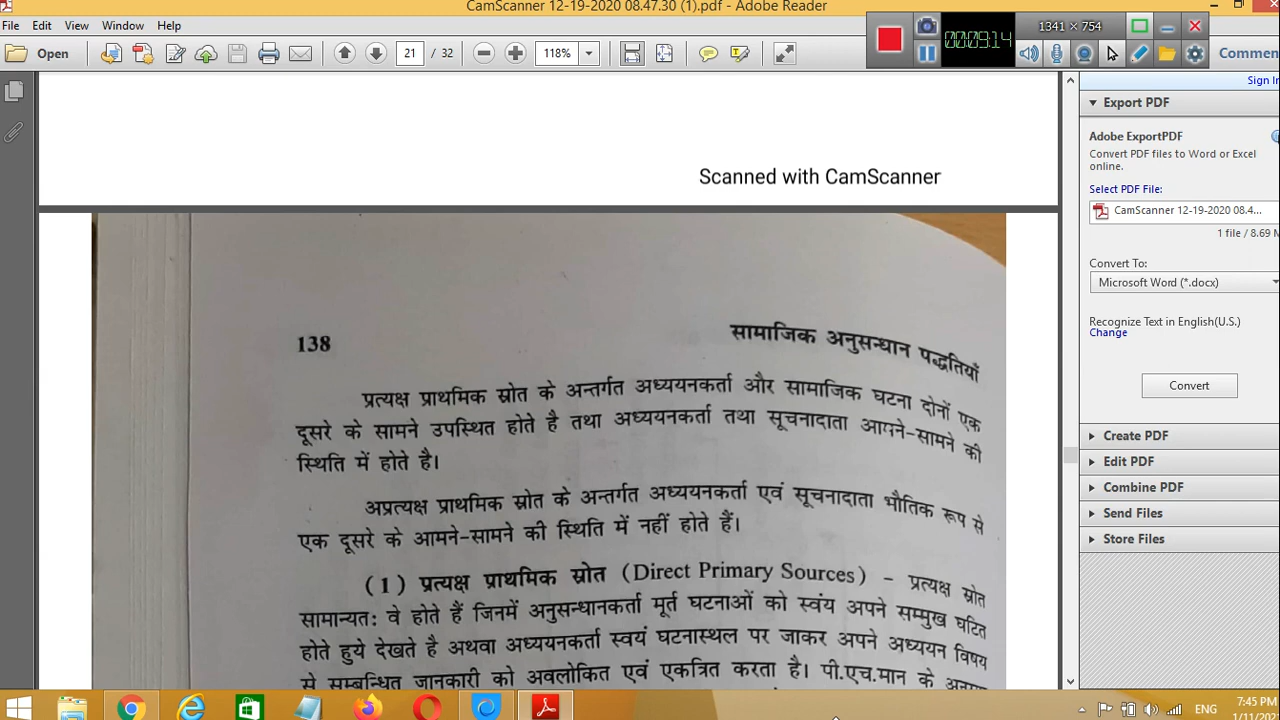 CamScanner 12-19-2020 08.47.30 (1).pdf - Adobe Reader
File Edit View Window Help
1341 × 754
00:09:14
Open 21 / 32 118% Commen
Sign In
Export PDF
Adobe ExportPDF
Convert PDF files to Word or Excel
online.
Select PDF File:
CamScanner 12-19-2020 08.4...
1 file / 8.69 M
Convert To:
Microsoft Word (*.docx)
Recognize Text in English(U.S.)
Change
Convert
Create PDF
Edit PDF
Combine PDF
Send Files
Store Files
Scanned with CamScanner
138 सामाजिक अनुसन्धान पद्धतियाँ
प्रत्यक्ष प्राथमिक स्रोत के अन्तर्गत अध्ययनकर्ता और सामाजिक घटना दोनों एक
दूसरे के सामने उपस्थित होते है तथा अध्ययनकर्ता तथा सूचनादाता आमने-सामने की
स्थिति में होते है।
अप्रत्यक्ष प्राथमिक स्रोत के अन्तर्गत अध्ययनकर्ता एवं सूचनादाता भौतिक रूप से
एक दूसरे के आमने-सामने की स्थिति में नहीं होते हैं।
(1) प्रत्यक्ष प्राथमिक स्रोत (Direct Primary Sources) - प्रत्यक्ष स्रोत
सामान्यतः वे होते हैं जिनमें अनुसन्धानकर्ता मूर्त घटनाओं को स्वंय अपने सम्मुख घटित
होते हुये देखते है अथवा अध्ययनकर्ता स्वयं घटनास्थल पर जाकर अपने अध्ययन विषय
से सम्बन्धित जानकारी को अवलोकित एवं एकत्रित करता है। पी.एच.मान के
7:45 PM
1/11/202